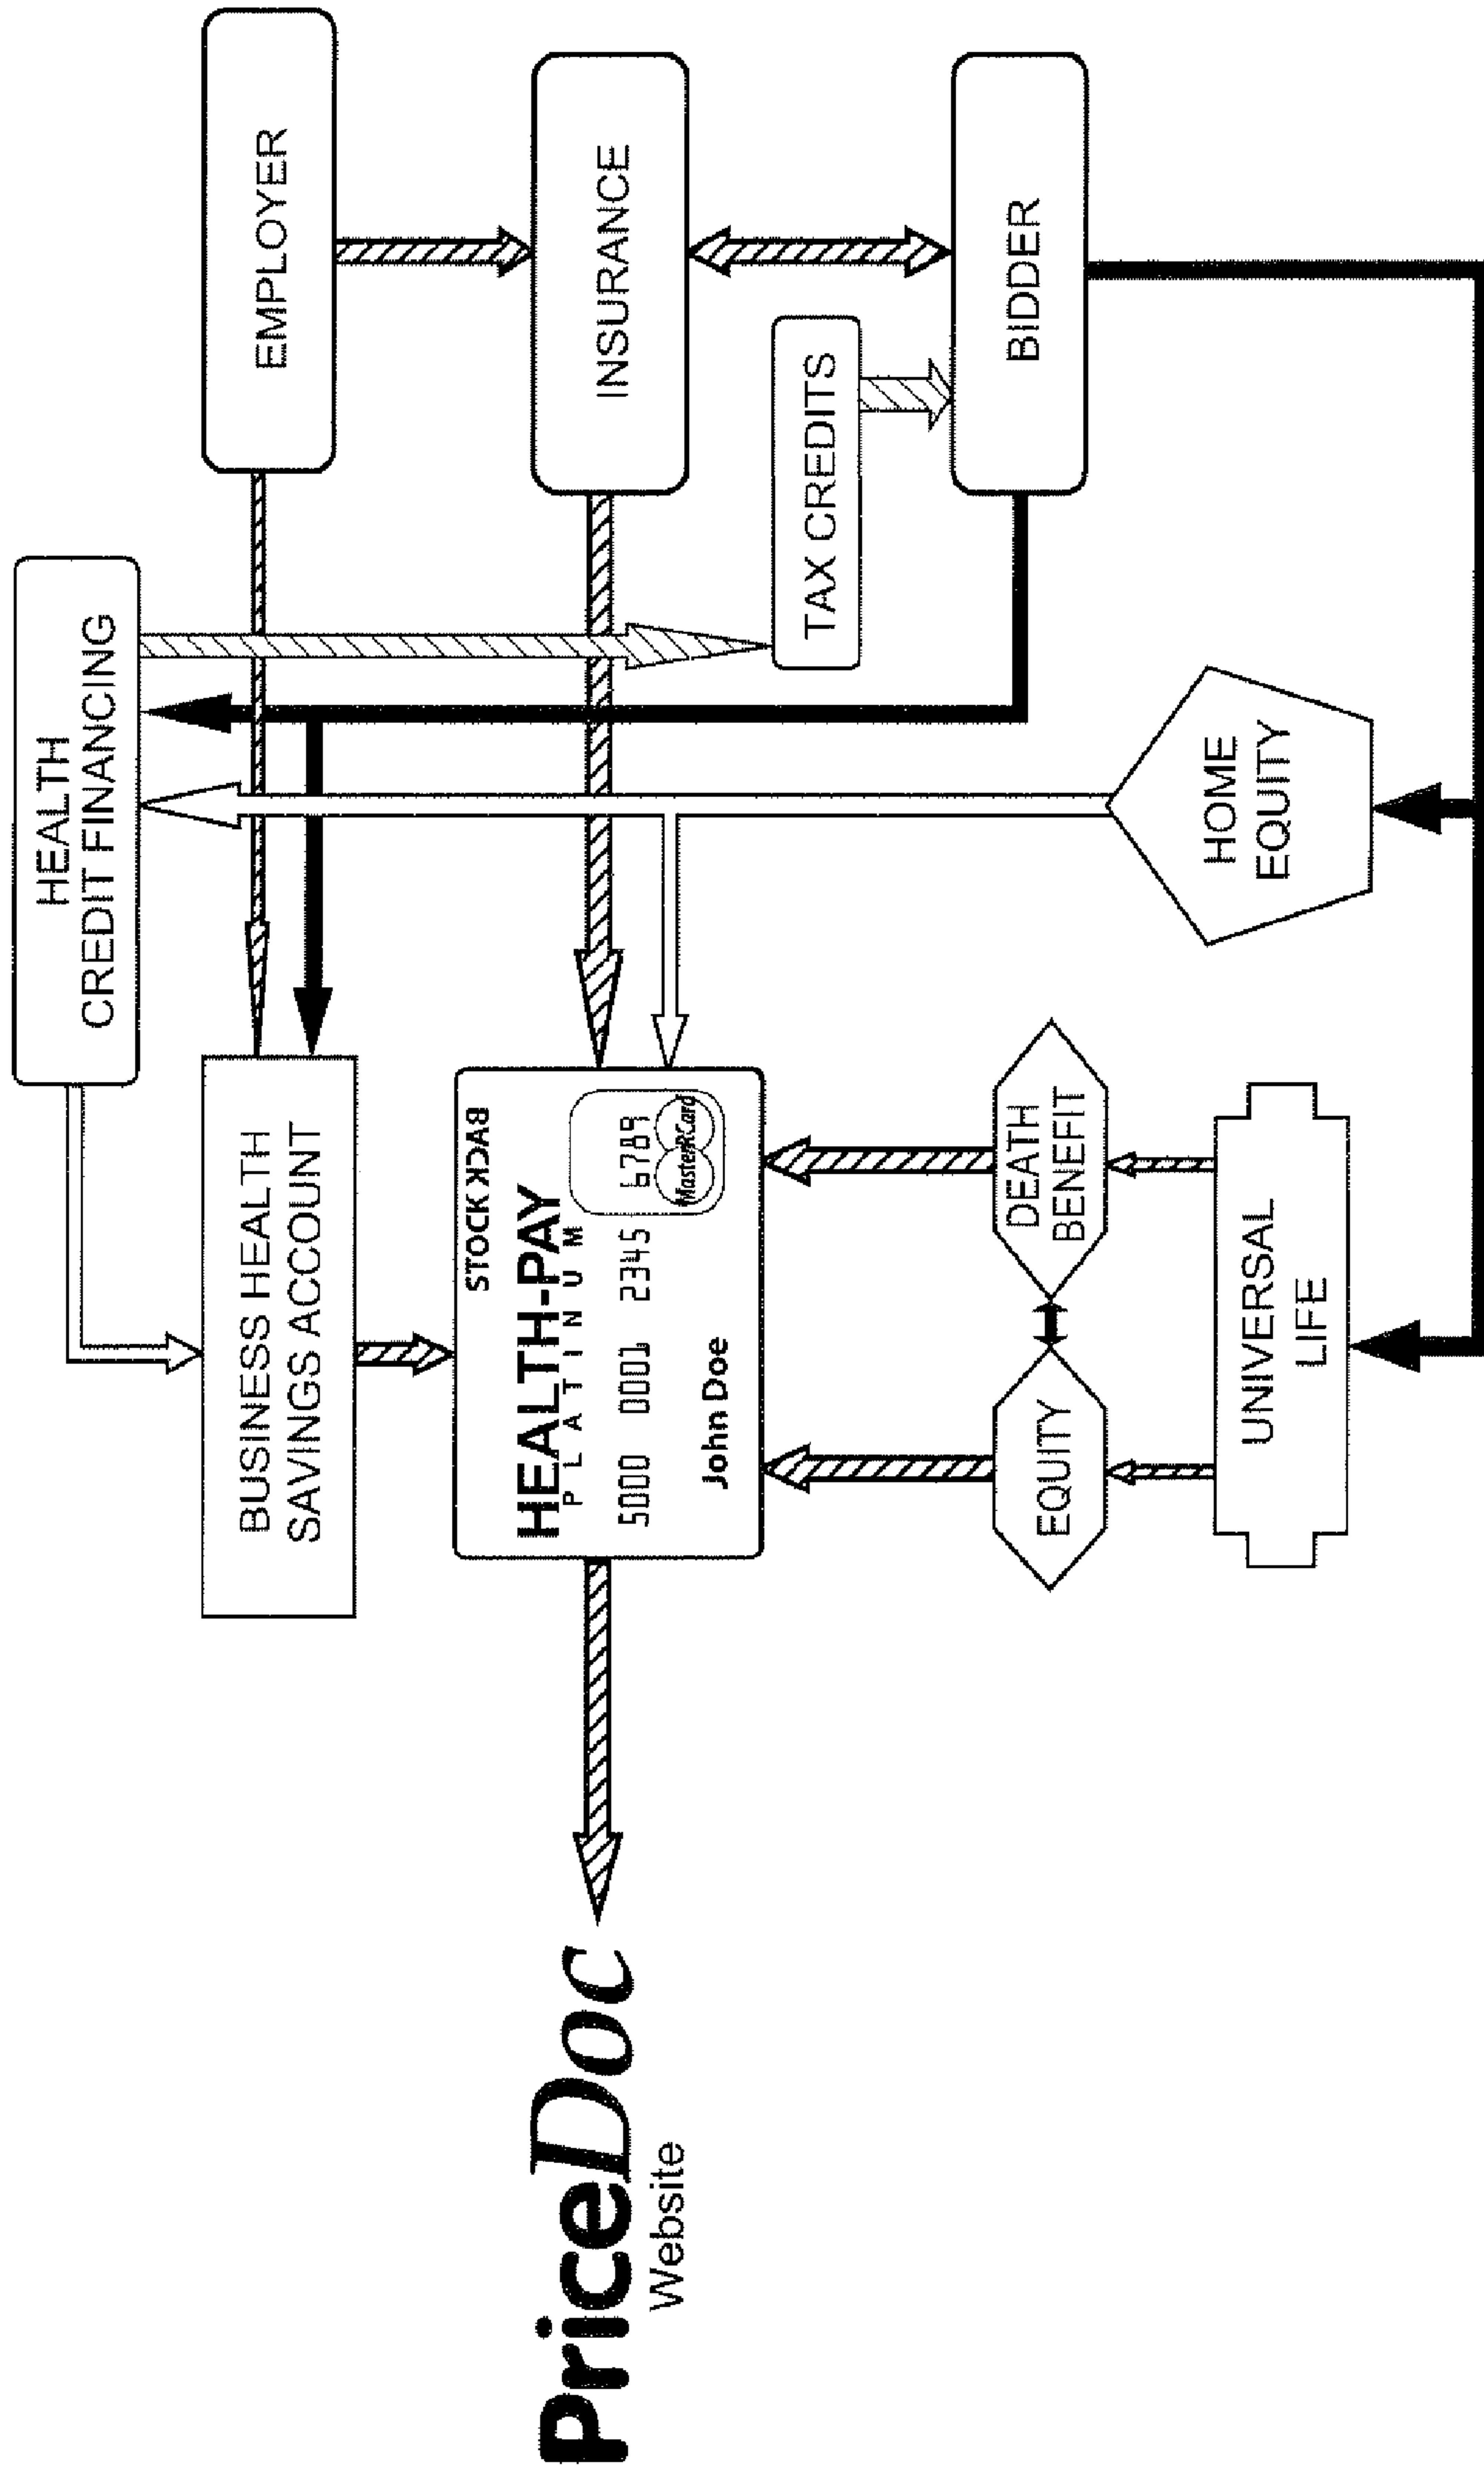 HEALTH
CREDIT FINANCING
BUSINESS HEALTH
SAVINGS ACCOUNT
EMPLOYER
STOCK BACK
HEALTH-PAY
PLATINUM
5000 0001 2345 6789
MasterCard
John Doe
PriceDoc
Website
INSURANCE
TAX CREDITS
EQUITY
DEATH
BENEFIT
BIDDER
UNIVERSAL
LIFE
HOME
EQUITY